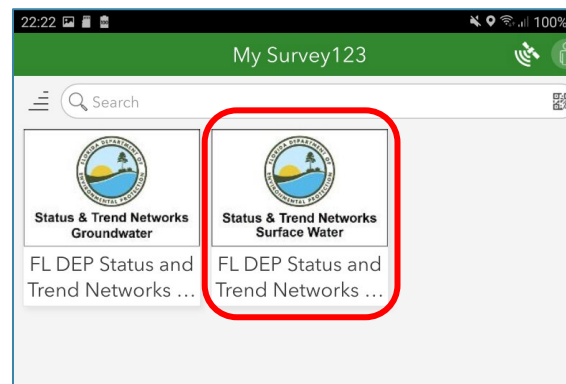 22:22 100%
My Survey123
Search
Status & Trend Networks
Groundwater
FL DEP Status and
Trend Networks ...
Status & Trend Networks
Surface Water
FL DEP Status and
Trend Networks ...